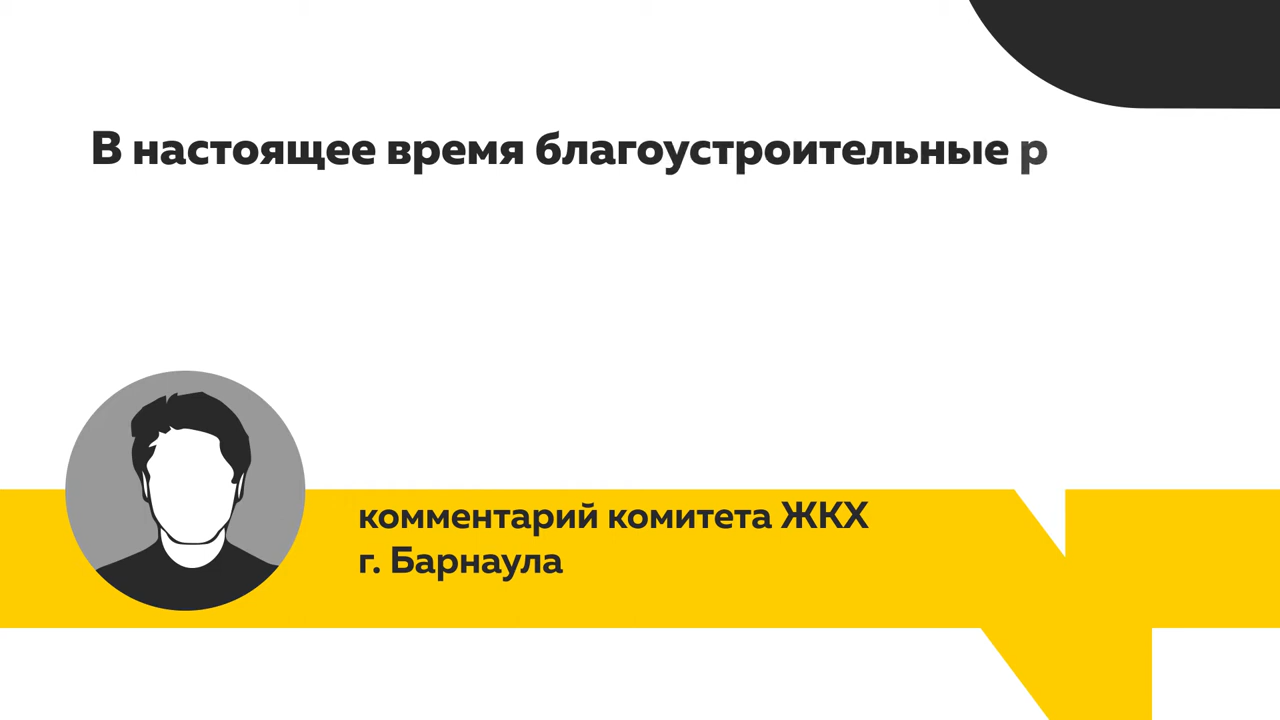 В настоящее время благоустроительные р
комментарий комитета ЖКХ
г. Барнаула